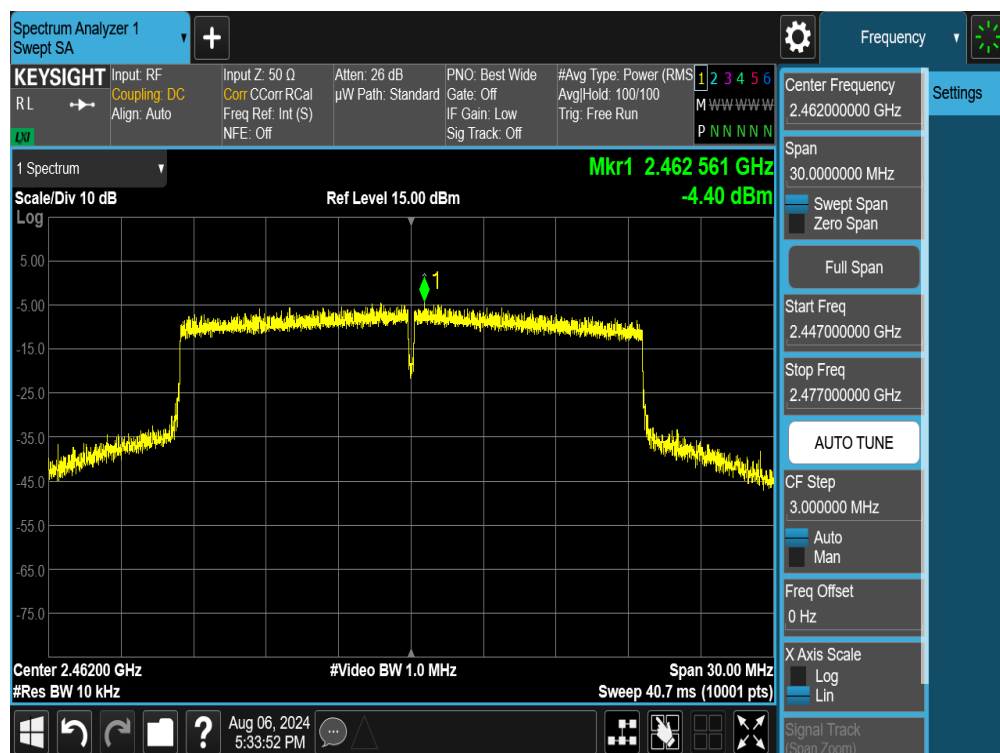 Spectrum Analyzer 1
Swept SA
Frequency
KEYSIGHT
R L
LXI
Input: RF
Coupling: DC
Align: Auto
Input Z: 50 Ω
Corr CCorr RCal
Freq Ref: Int (S)
NFE: Off
Atten: 26 dB
µW Path: Standard
PNO: Best Wide
Gate: Off
IF Gain: Low
Sig Track: Off
#Avg Type: Power (RMS
Avg|Hold: 100/100
Trig: Free Run
1 2 3 4 5 6
M W W W W W
P N N N N N
1 Spectrum
Mkr1 2.462 561 GHz
Scale/Div 10 dB
Ref Level 15.00 dBm
-4.40 dBm
Log
1
5.00
-5.00
-15.0
-25.0
-35.0
-45.0
-55.0
-65.0
-75.0
Center 2.46200 GHz
#Video BW 1.0 MHz
Span 30.00 MHz
#Res BW 10 kHz
Sweep 40.7 ms (10001 pts)
Center Frequency
2.462000000 GHz
Settings
Span
30.0000000 MHz
Swept Span
Zero Span
Full Span
Start Freq
2.447000000 GHz
Stop Freq
2.477000000 GHz
AUTO TUNE
CF Step
3.000000 MHz
Auto
Man
Freq Offset
0 Hz
X Axis Scale
Log
Lin
Signal Track
(Span Zoom)
?
Aug 06, 2024
5:33:52 PM